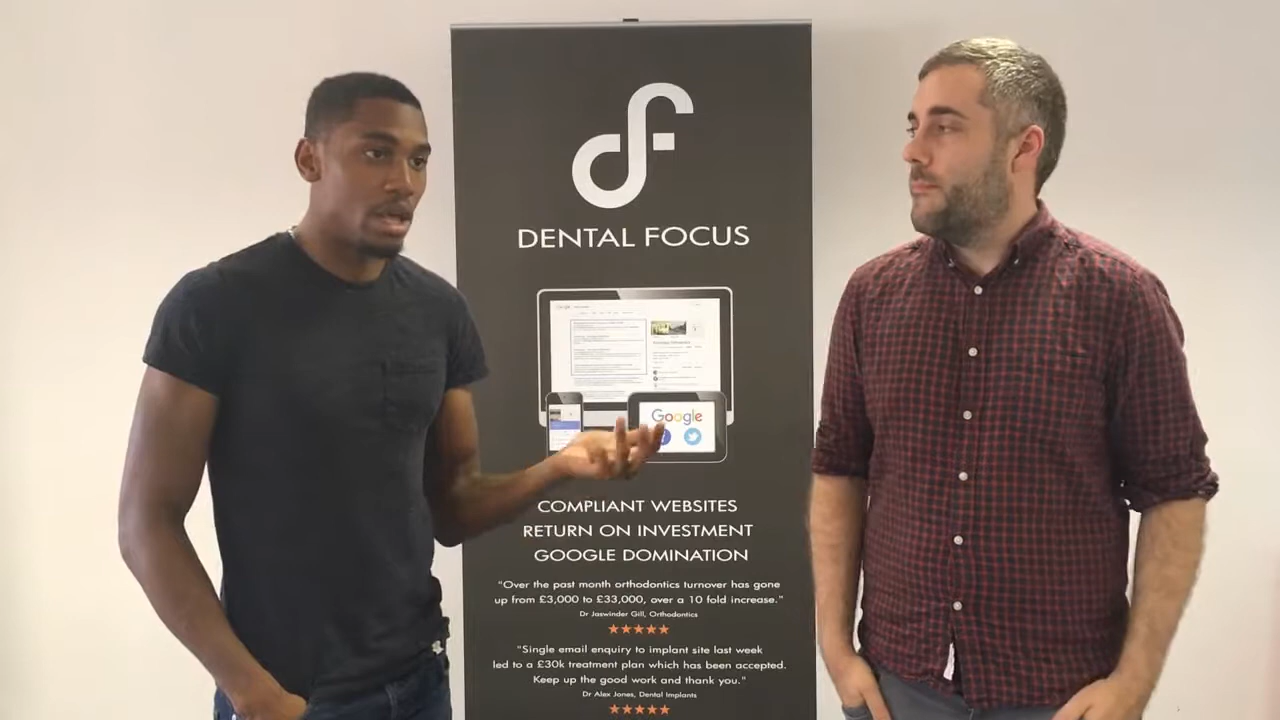 DENTAL FOCUS
Google
COMPLIANT WEBSITES
RETURN ON INVESTMENT
GOOGLE DOMINATION
"Over the past month orthodontics turnover has gone
up from £3,000 to £33,000, over a 10 fold increase."
Dr Jaswinder Gill, Orthodontics
"Single email enquiry to implant site last week
led to a £30k treatment plan which has been accepted.
Keep up the good work and thank you."
Dr Alex Jones, Dental Implants